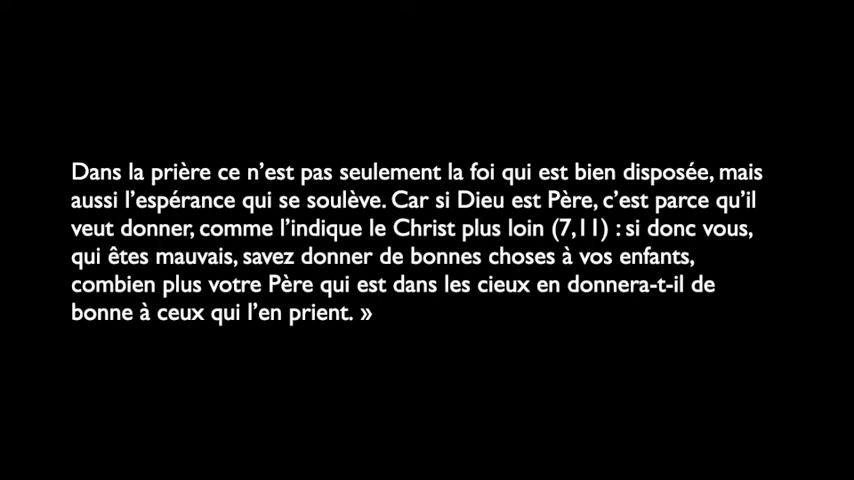 Dans la prière ce n’est pas seulement la foi qui est bien disposée, mais
aussi l’espérance qui se soulève. Car si Dieu est Père, c’est parce qu’il
veut donner, comme l’indique le Christ plus loin (7,11) : si donc vous,
qui êtes mauvais, savez donner de bonnes choses à vos enfants,
combien plus votre Père qui est dans les cieux en donnera-t-il de
bonne à ceux qui l’en prient. »